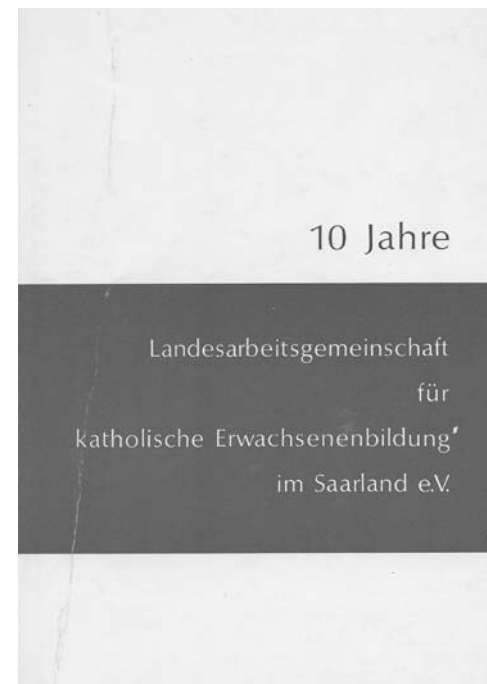 10 Jahre
Landesarbeitsgemeinschaft
für
katholische Erwachsenenbildung
im Saarland e.V.